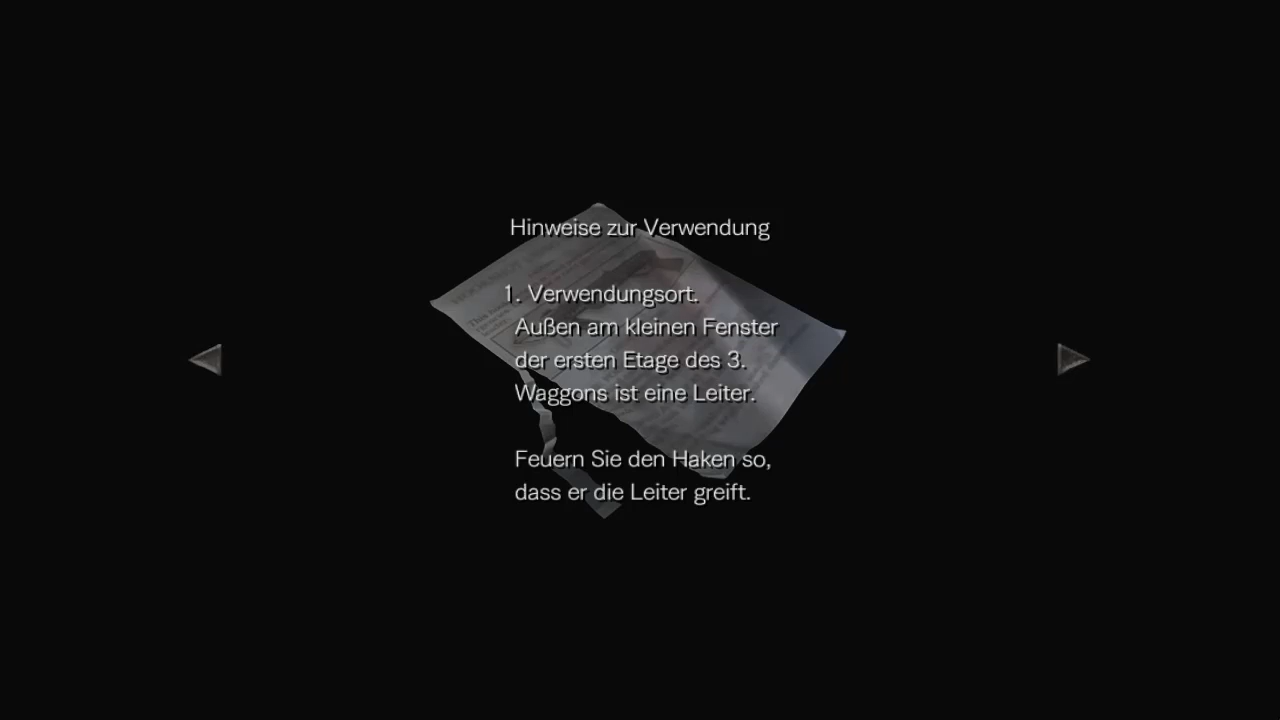 Hinweise zur Verwendung
1. Verwendungsort.
Außen am kleinen Fenster
der ersten Etage des 3.
Waggons ist eine Leiter.
Feuern Sie den Haken so,
dass er die Leiter greift.